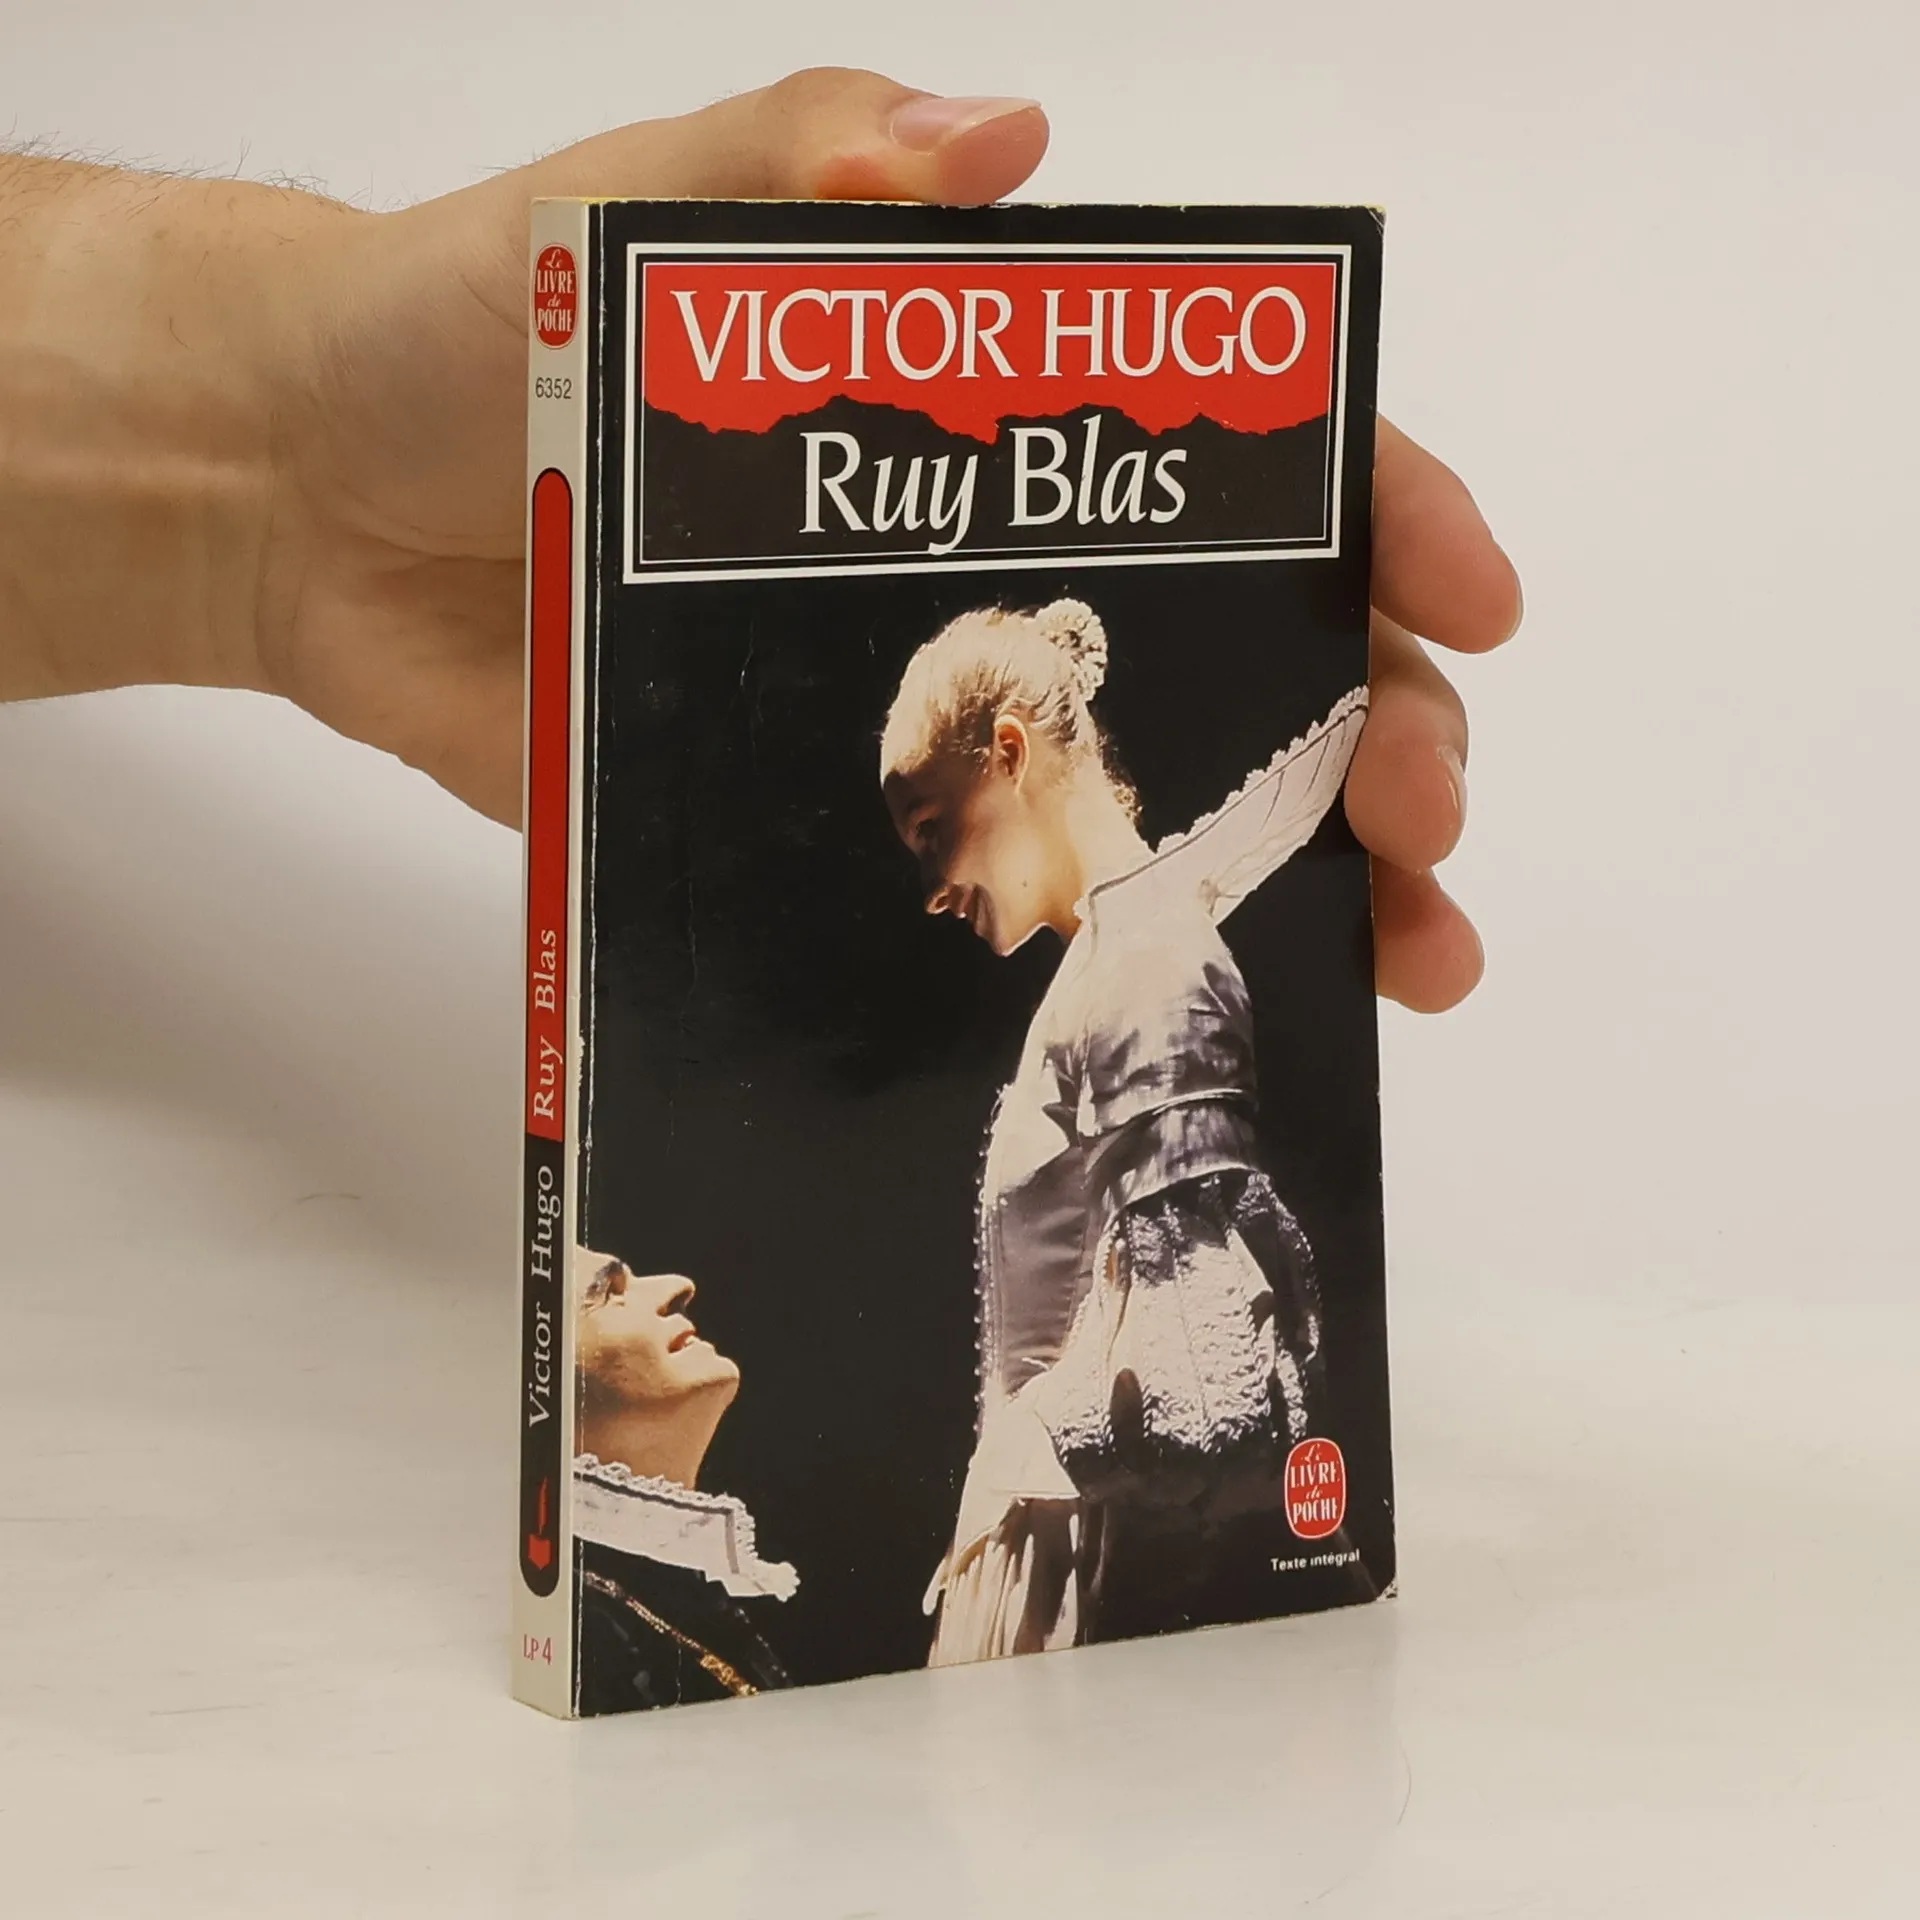 Le
LIVRE
de
POCHE
6352
Victor Hugo Ruy Blas
LP 4
VICTOR HUGO
Ruy Blas
Le
LIVRE
de
POCHE
Texte intégral